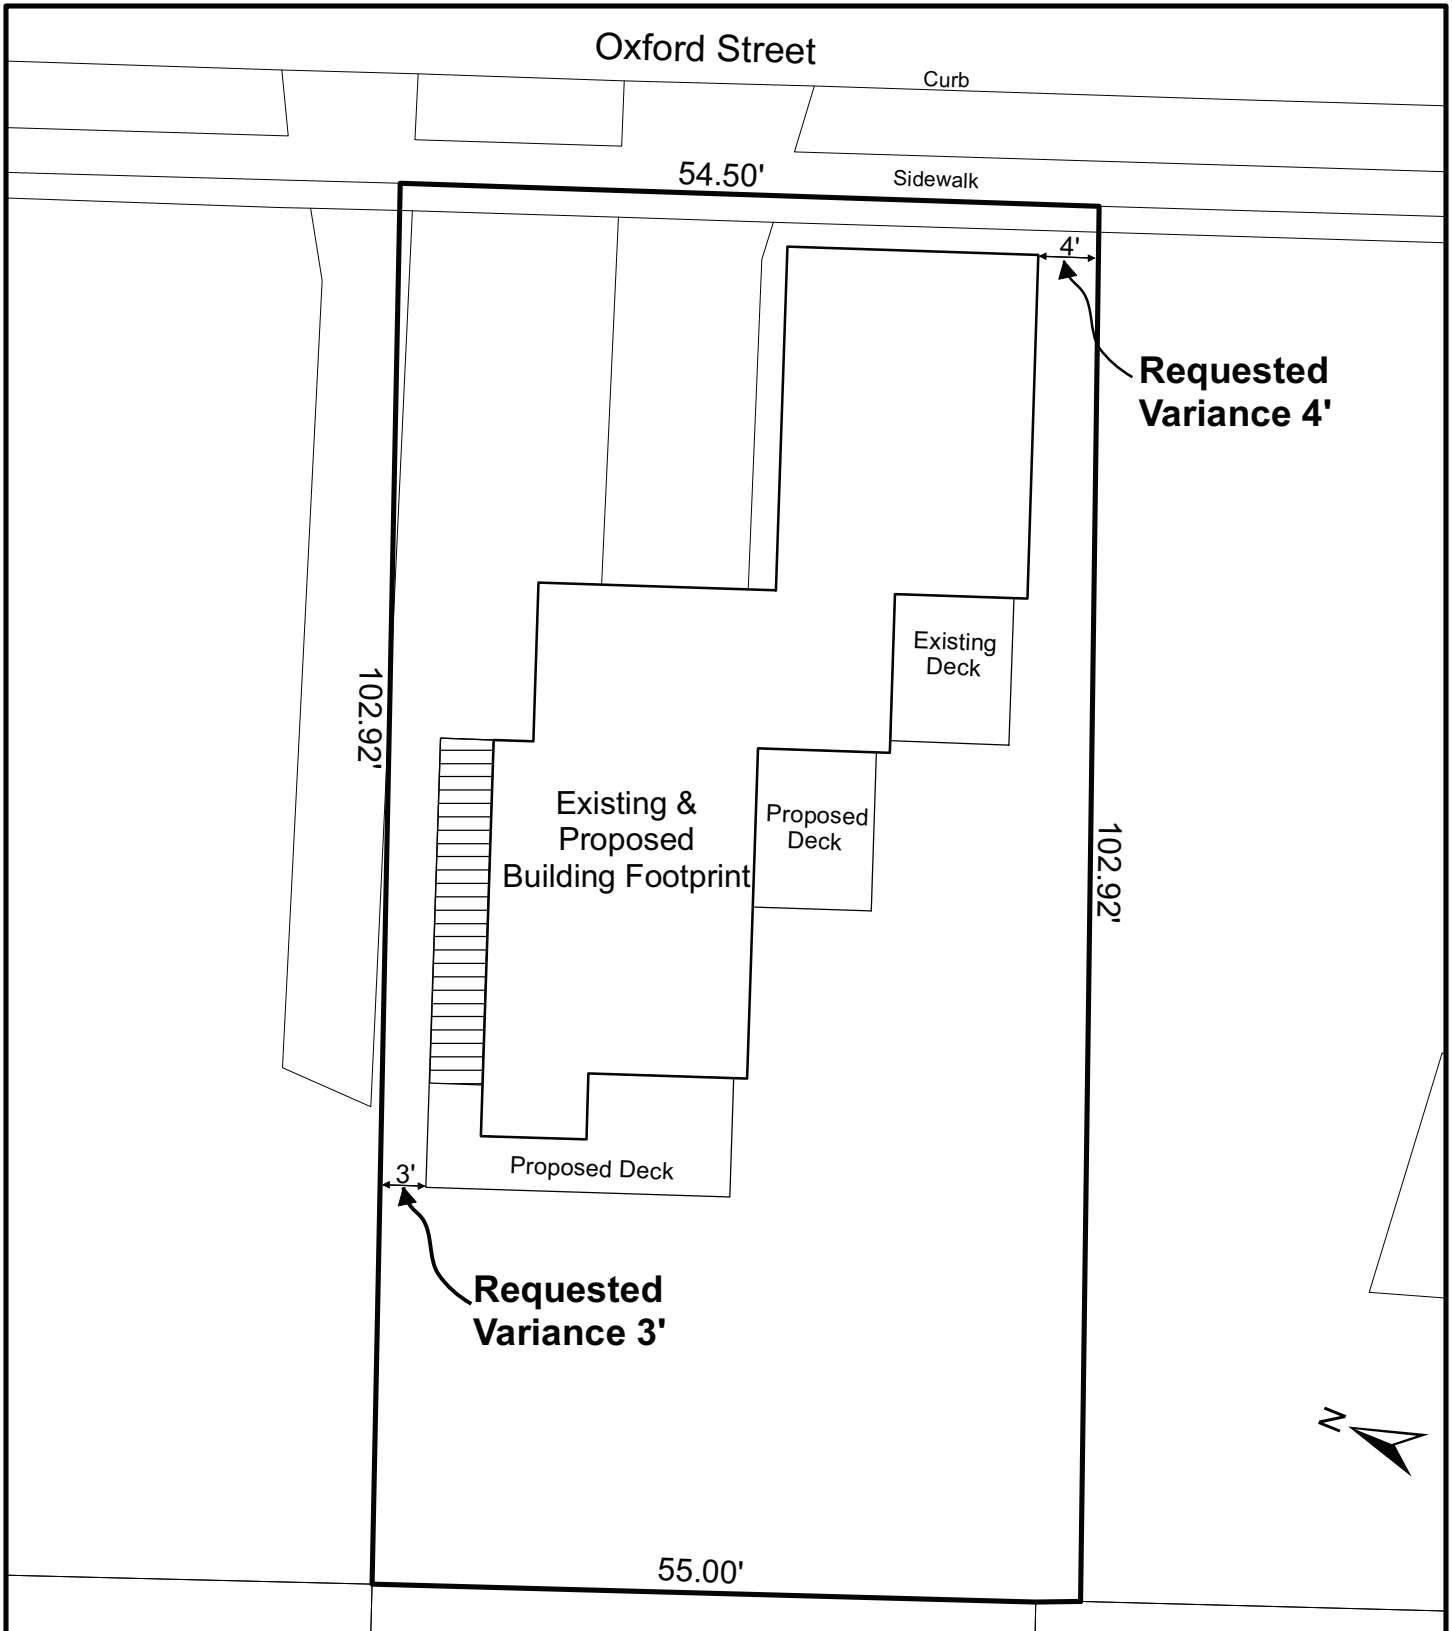 Oxford Street
Curb
54.50'
Sidewalk
4'
Requested
Variance 4'
Existing
Deck
102.92'
Existing &
Proposed
Building Footprint
Proposed
Deck
102.92'
Proposed Deck
3'
Requested
Variance 3'
N
55.00'